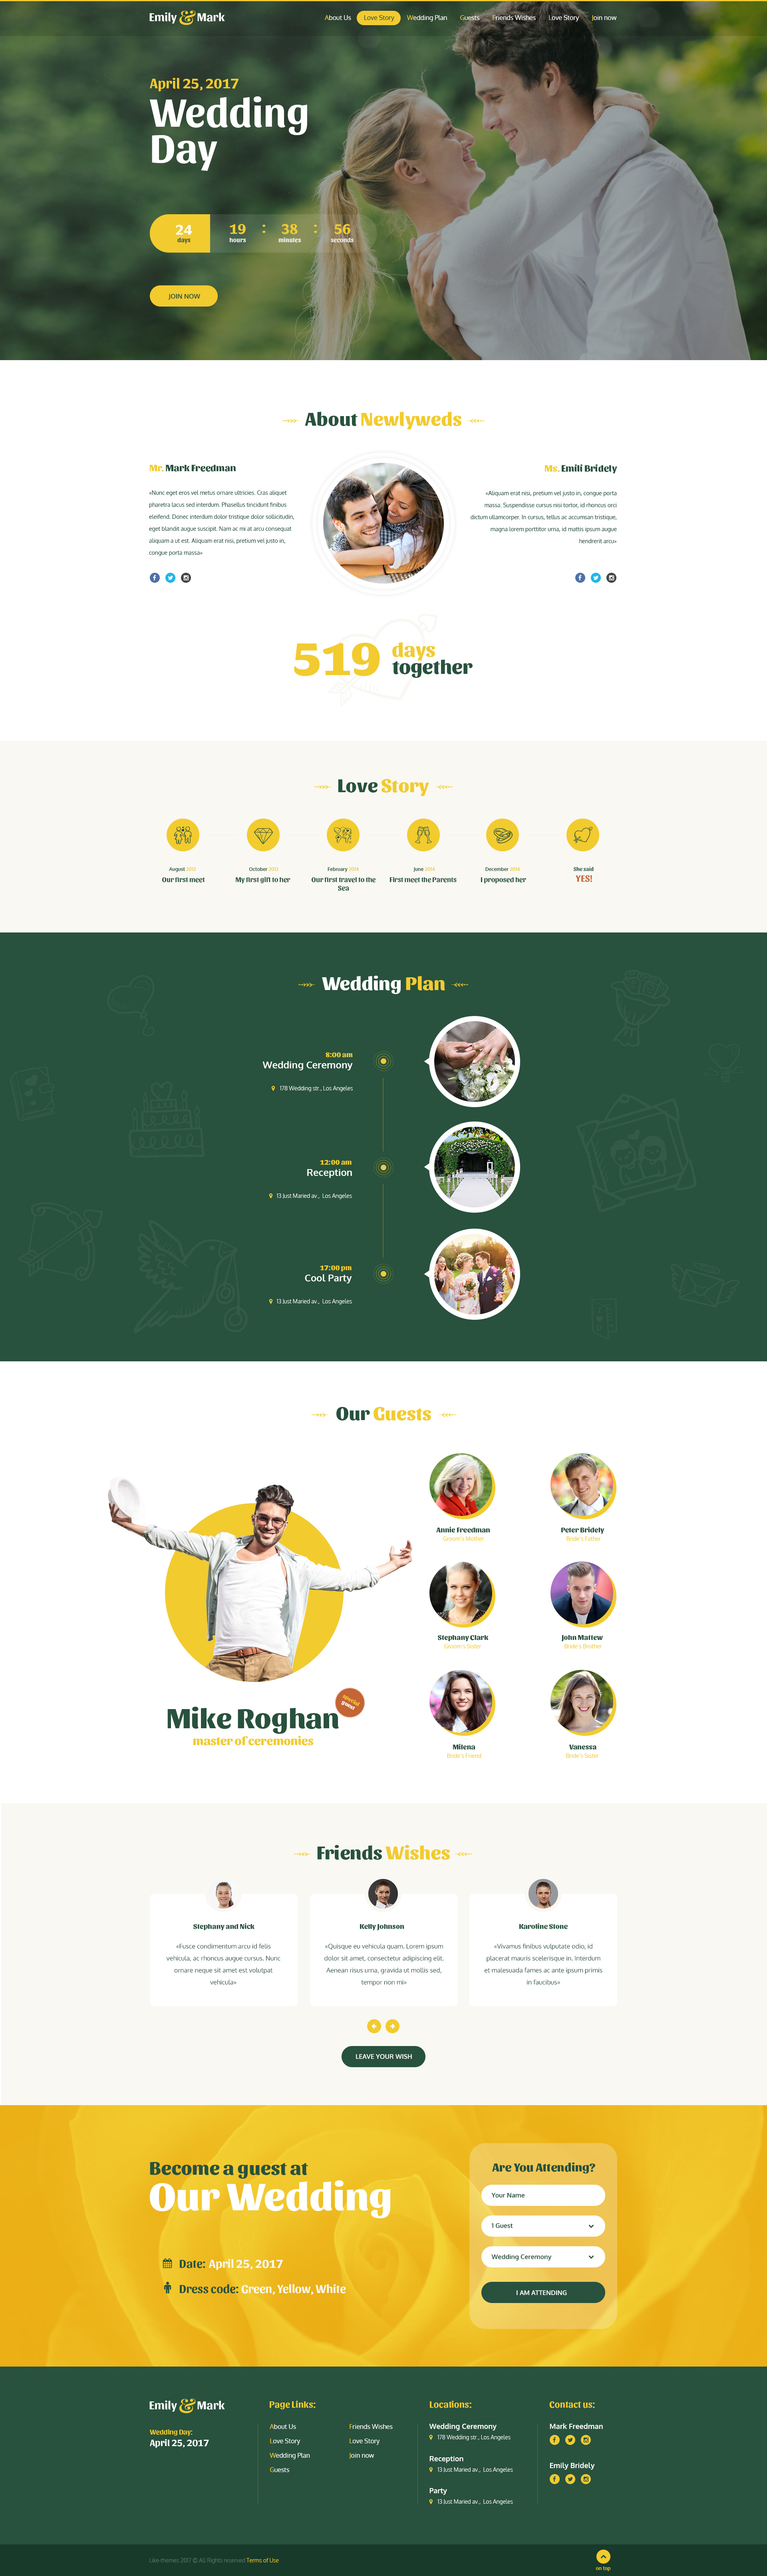 Emily & Mark
About Us Love Story Wedding Plan Guests Friends Wishes Love Story Join now
April 25, 2017
Wedding
Day
24 19 : 38 : 56
days hours minutes seconds
JOIN NOW
About Newlyweds
Mr. Mark Freedman
«Nunc eget eros vel metus ornare ultricies. Cras aliquet
pharetra lacus sed interdum. Phasellus tincidunt finibus
eleifend. Donec interdum dolor tristique dolor sollicitudin,
eget blandit augue suscipit. Nam ac mi at arcu consequat
aliquam a ut est. Aliquam erat nisi, pretium vel justo in,
congue porta massa»
Ms. Emili Bridely
«Aliquam erat nisi, pretium vel justo in, congue porta
massa. Suspendisse cursus nisi tortor, id rhoncus orci
dictum ullamcorper. In cursus, tellus ac accumsan tristique,
magna lorem porttitor urna, id mattis ipsum augue
hendrerit arcu»
519 days
together
Love Story
August
Our first meet
October
My first gift to her
February
Our first travel to the
Sea
June
First meet the Parents
December
I proposed her
She said
YES!
Wedding Plan
8:00 am
Wedding Ceremony
178 Wedding str., Los Angeles
12:00 am
Reception
13 Just Maried av., Los Angeles
17:00 pm
Cool Party
13 Just Maried av., Los Angeles
Our Guests
Mike Roghan
special
guest
master of ceremonies
Annie Freedman
Groom's Mother
Peter Bridely
Bride's Father
Stephany Clark
Groom's Sister
John Mattew
Bride's Brother
Milena
Bride's Friend
Vanessa
Bride's Sister
Friends Wishes
Stephany and Nick
«Fusce condimentum arcu id felis
vehicula, ac rhoncus augue cursus. Nunc
ornare neque sit amet est volutpat
vehicula»
Kelly Johnson
«Quisque eu vehicula quam. Lorem ipsum
dolor sit amet, consectetur adipiscing elit.
Aenean risus urna, gravida ut mollis sed,
tempor non mi»
Karoline Stone
«Vivamus finibus vulputate odio, id
placerat mauris scelerisque in. Interdum
et malesuada fames ac ante ipsum primis
in faucibus»
LEAVE YOUR WISH
Become a guest at
Our Wedding
Date: April 25, 2017
Dress code: Green, Yellow, White
Are You Attending?
Your Name
1 Guest
Wedding Ceremony
I AM ATTENDING
Emily & Mark
Wedding Day:
April 25, 2017
Page Links:
About Us
Love Story
Wedding Plan
Guests
Friends Wishes
Love Story
Join now
Locations:
Wedding Ceremony
178 Wedding str., Los Angeles
Reception
13 Just Maried av., Los Angeles
Party
13 Just Maried av., Los Angeles
Contact us:
Mark Freedman
Emily Bridely
Like-themes 2017 © All Rights reserved Terms of Use
on top